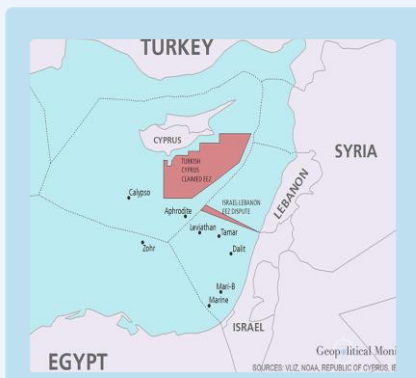 TURKEY
CYPRUS
SYRIA
TURKISH
CYPRUS
CLAIMED EEZ
LEBANON
Calypso
ISRAEL-LEBANON
EEZ DISPUTE
Aphrodite
Leviathan
Tamar
Zohr
Dalit
Mari-B
Marine
ISRAEL
Geopolitical Moni
EGYPT
SOURCES: VLIZ, NOAA, REPUBLIC OF CYPRUS, IE